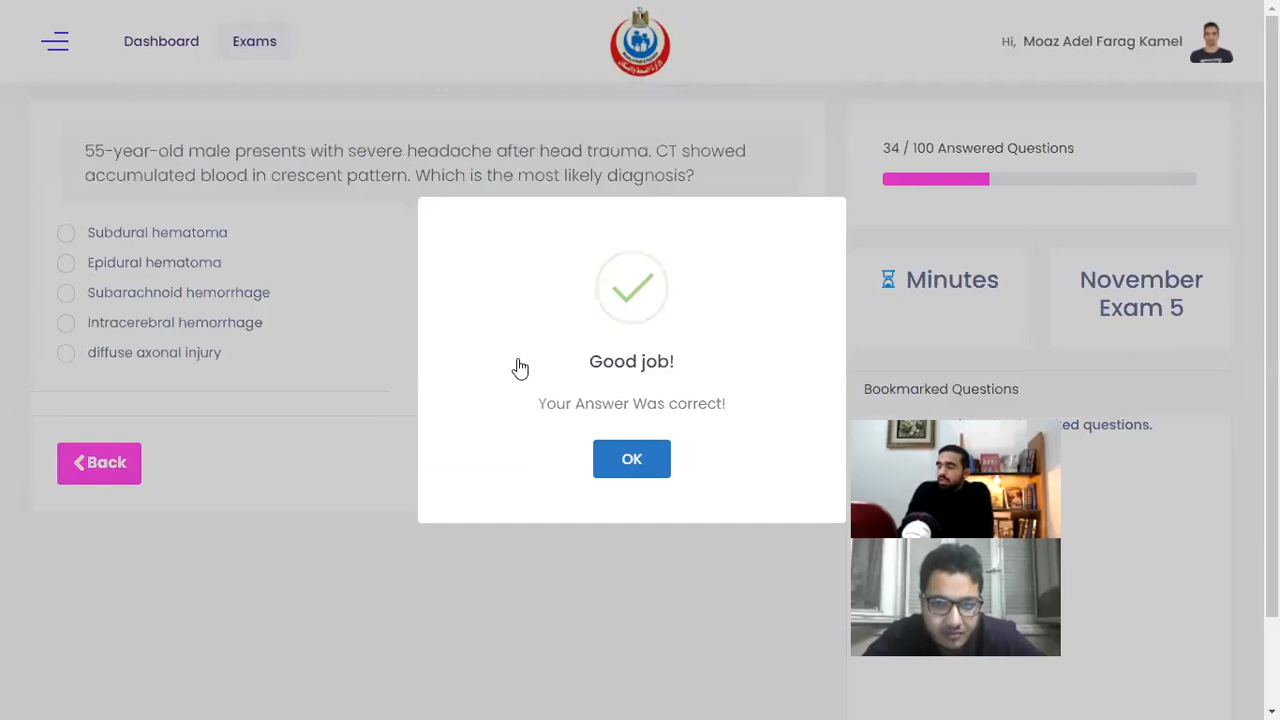 Dashboard
Exams
Hi, Moaz Adel Farag Kamel
55-year-old male presents with severe headache after head trauma. CT showed
accumulated blood in crescent pattern. Which is the most likely diagnosis?
Subdural hematoma
Epidural hematoma
Subarachnoid hemorrhage
Intracerebral hemorrhage
diffuse axonal injury
Back
Good job!
Your Answer Was correct!
OK
34 / 100 Answered Questions
Minutes
November
Exam 5
Bookmarked Questions
questions.